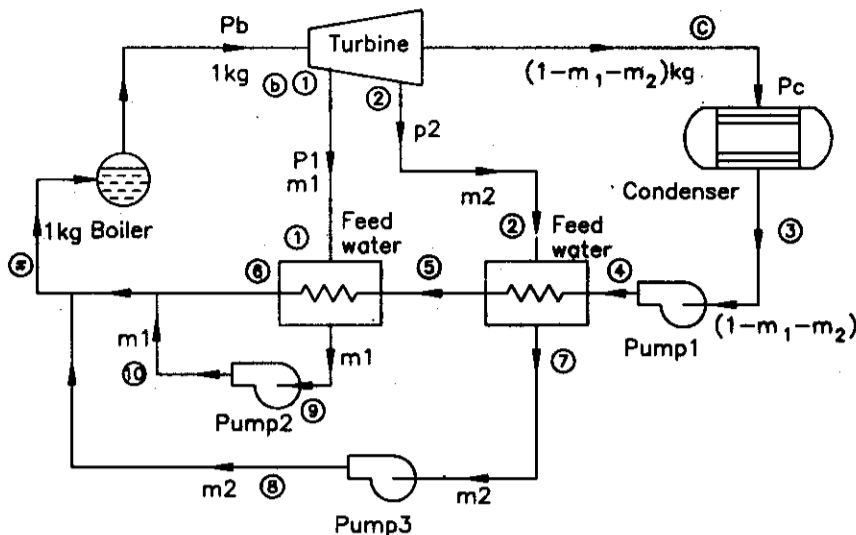 Pb
Turbine
Ⓒ
1kg
ⓑ ①
②
(1-m₁-m₂)kg
Pc
p2
P1
m1
m2
Condenser
1kg Boiler
Feed
water
①
②
Feed
water
③
⑥
⑤
④
m1
m1
(1-m₁-m₂)
Pump1
⑩
⑨
⑦
Pump2
m2
⑧
m2
Pump3